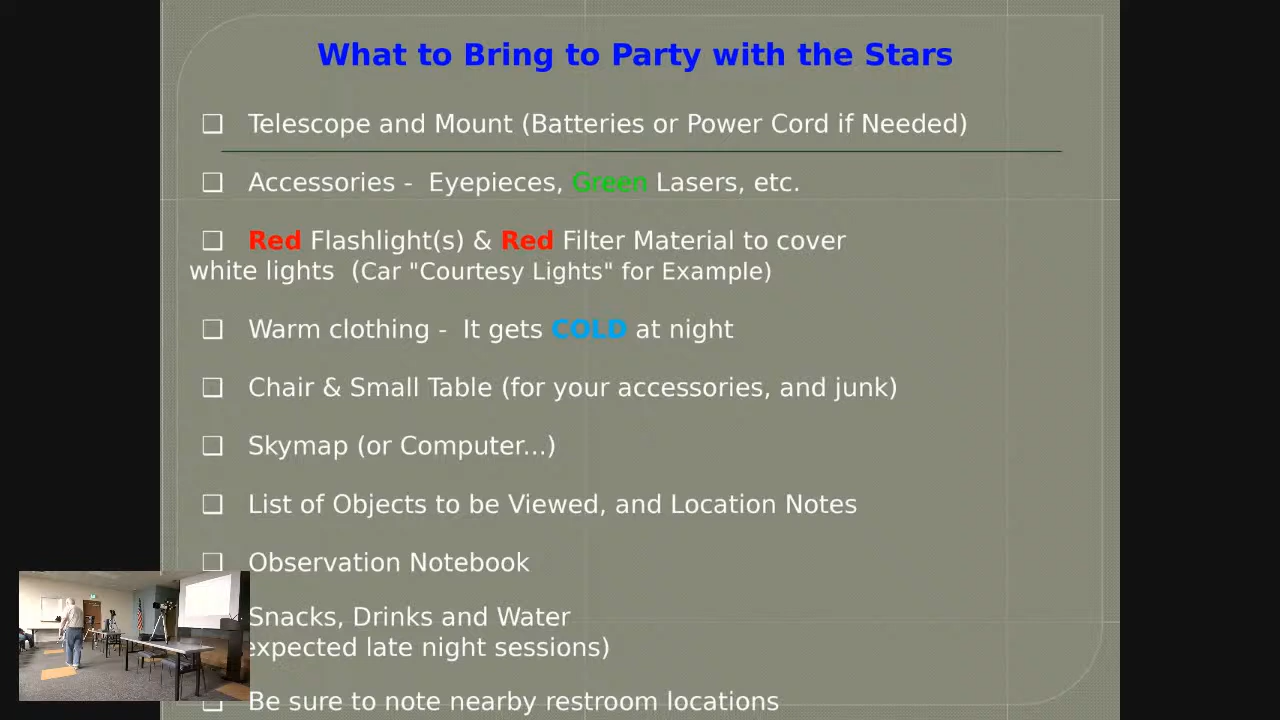 What to Bring to Party with the Stars
❑ Telescope and Mount (Batteries or Power Cord if Needed)
❑ Accessories - Eyepieces, Green Lasers, etc.
❑ Red Flashlight(s) & Red Filter Material to cover
white lights (Car "Courtesy Lights" for Example)
❑ Warm clothing - It gets COLD at night
❑ Chair & Small Table (for your accessories, and junk)
❑ Skymap (or Computer...)
❑ List of Objects to be Viewed, and Location Notes
❑ Observation Notebook
Snacks, Drinks and Water
expected late night sessions)
❑ Be sure to note nearby restroom locations